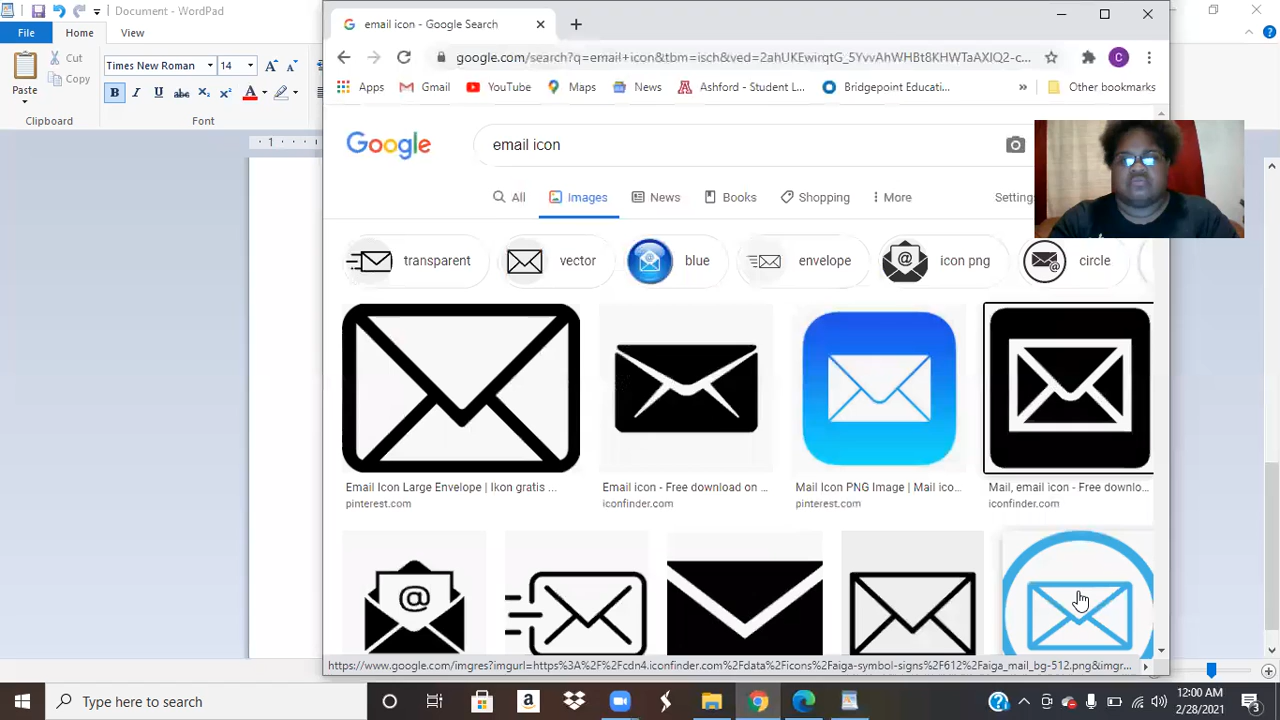 Document - WordPad
File Home View
Paste Cut Copy
Clipboard
Times New Roman 14
B I U abc X₂ X² A
Font
1
email icon - Google Search
google.com/search?q=email+icon&tbm=isch&ved=2ahUKEwirqtG_5YvvAhWHBt8KHWTaAXIQ2-c...
C
Apps Gmail YouTube Maps News Ashford - Student L... Bridgepoint Educati... » Other bookmarks
Google email icon
All Images News Books Shopping More Setting
transparent vector blue envelope icon png circle
Email Icon Large Envelope | Ikon gratis ...
pinterest.com
Email icon - Free download on ...
iconfinder.com
Mail Icon PNG Image | Mail ico...
pinterest.com
Mail, email icon - Free downlo...
iconfinder.com
@
https://www.google.com/imgres?imgurl=https%3A%2F%2Fcdn4.iconfinder.com%2Fdata%2Ficons%2Faiga-symbol-signs%2F612%2Faiga_mail_bg-512.png&imgr...
Type here to search
12:00 AM
2/28/2021
3